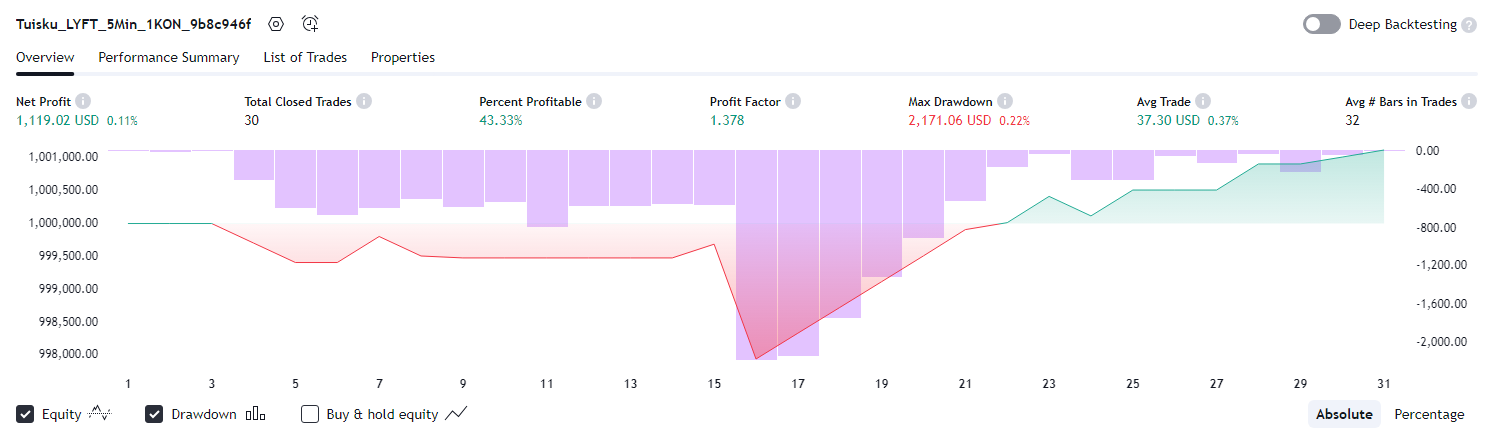 Tuisku_LYFT_5Min_1KON_9b8c946f Deep Backtesting
Overview Performance Summary List of Trades Properties
Net Profit Total Closed Trades Percent Profitable Profit Factor Max Drawdown Avg Trade Avg # Bars in Trades
1,119.02 USD 0.11% 30 43.33% 1.378 2,171.06 USD 0.22% 37.30 USD 0.37% 32
1,001,000.00 0.00
1,000,500.00 -400.00
1,000,000.00 -800.00
999,500.00 -1,200.00
999,000.00 -1,600.00
998,500.00 -2,000.00
998,000.00
1 3 5 7 9 11 13 15 17 19 21 23 25 27 29 31
Equity Drawdown Buy & hold equity Absolute Percentage